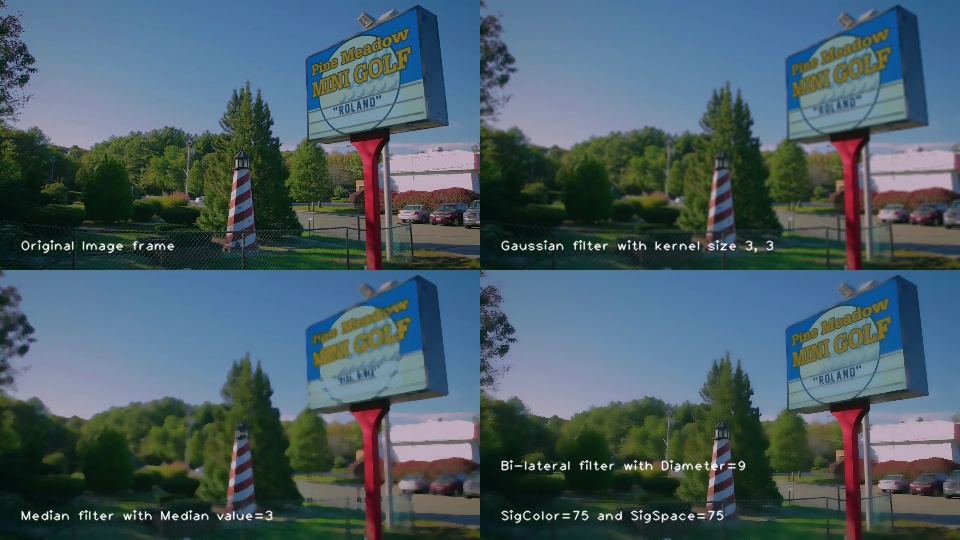 Pine Meadow
MINI GOLF
"ROLAND"
Original Image frame
Pine Meadow
MINI GOLF
"ROLAND"
Gaussian filter with kernel size 3, 3
Pine Meadow
MINI GOLF
Median filter with Median value=3
Pine Meadow
MINI GOLF
"ROLAND"
Bi-lateral filter with Diameter=9
SigColor=75 and SigSpace=75